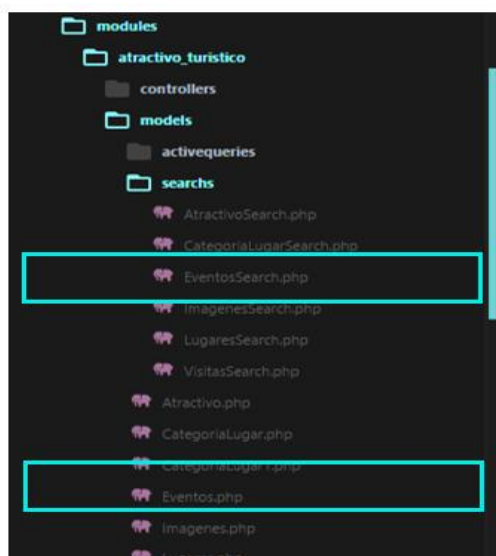 modules
atractivo_turistico
controllers
models
activequeries
searchs
AtractivoSearch.php
CategoriaLugarSearch.php
EventosSearch.php
ImagenesSearch.php
LugaresSearch.php
VisitasSearch.php
Atractivo.php
CategoriaLugar.php
Eventos.php
Imagenes.php